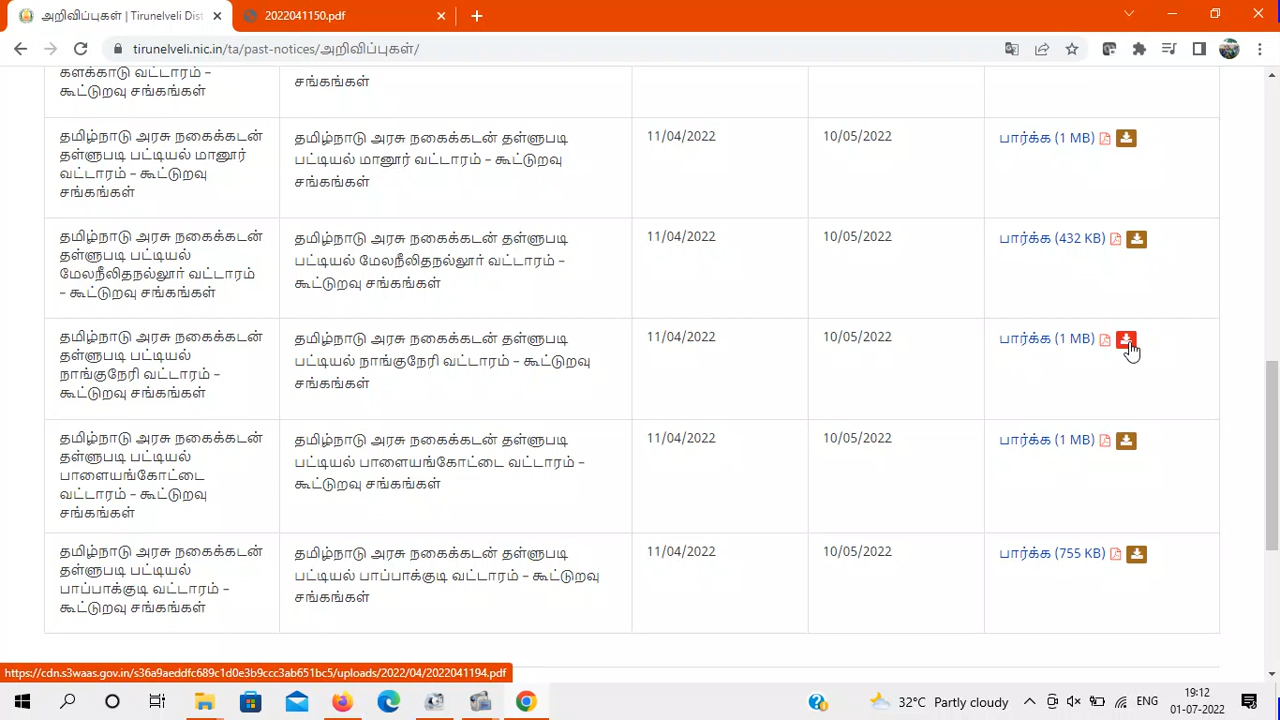 அறிவிப்புகள் | Tirunelveli Dist
2022041150.pdf
tirunelveli.nic.in/ta/past-notices/அறிவிப்புகள்/
களக்காடு வட்டாரம் –
கூட்டுறவு சங்கங்கள்
சங்கங்கள்
தமிழ்நாடு அரசு நகைக்கடன்
தள்ளுபடி பட்டியல் மானூர்
வட்டாரம் – கூட்டுறவு
சங்கங்கள்
தமிழ்நாடு அரசு நகைக்கடன் தள்ளுபடி
பட்டியல் மானூர் வட்டாரம் – கூட்டுறவு
சங்கங்கள்
11/04/2022
10/05/2022
பார்க்க (1 MB)
தமிழ்நாடு அரசு நகைக்கடன்
தள்ளுபடி பட்டியல்
மேலநீலிதநல்லூர் வட்டாரம்
– கூட்டுறவு சங்கங்கள்
தமிழ்நாடு அரசு நகைக்கடன் தள்ளுபடி
பட்டியல் மேலநீலிதநல்லூர் வட்டாரம் –
கூட்டுறவு சங்கங்கள்
11/04/2022
10/05/2022
பார்க்க (432 KB)
தமிழ்நாடு அரசு நகைக்கடன்
தள்ளுபடி பட்டியல்
நாங்குநேரி வட்டாரம் –
கூட்டுறவு சங்கங்கள்
தமிழ்நாடு அரசு நகைக்கடன் தள்ளுபடி
பட்டியல் நாங்குநேரி வட்டாரம் – கூட்டுறவு
சங்கங்கள்
11/04/2022
10/05/2022
பார்க்க (1 MB)
தமிழ்நாடு அரசு நகைக்கடன்
தள்ளுபடி பட்டியல்
பாளையங்கோட்டை
வட்டாரம் – கூட்டுறவு
சங்கங்கள்
தமிழ்நாடு அரசு நகைக்கடன் தள்ளுபடி
பட்டியல் பாளையங்கோட்டை வட்டாரம் –
கூட்டுறவு சங்கங்கள்
11/04/2022
10/05/2022
பார்க்க (1 MB)
தமிழ்நாடு அரசு நகைக்கடன்
தள்ளுபடி பட்டியல்
பாப்பாக்குடி வட்டாரம் –
கூட்டுறவு சங்கங்கள்
தமிழ்நாடு அரசு நகைக்கடன் தள்ளுபடி
பட்டியல் பாப்பாக்குடி வட்டாரம் – கூட்டுறவு
சங்கங்கள்
11/04/2022
10/05/2022
பார்க்க (755 KB)
https://cdn.s3waas.gov.in/s36a9aeddfc689c1d0e3b9ccc3ab651bc5/uploads/2022/04/2022041194.pdf
32°C Partly cloudy
ENG
19:12
01-07-2022